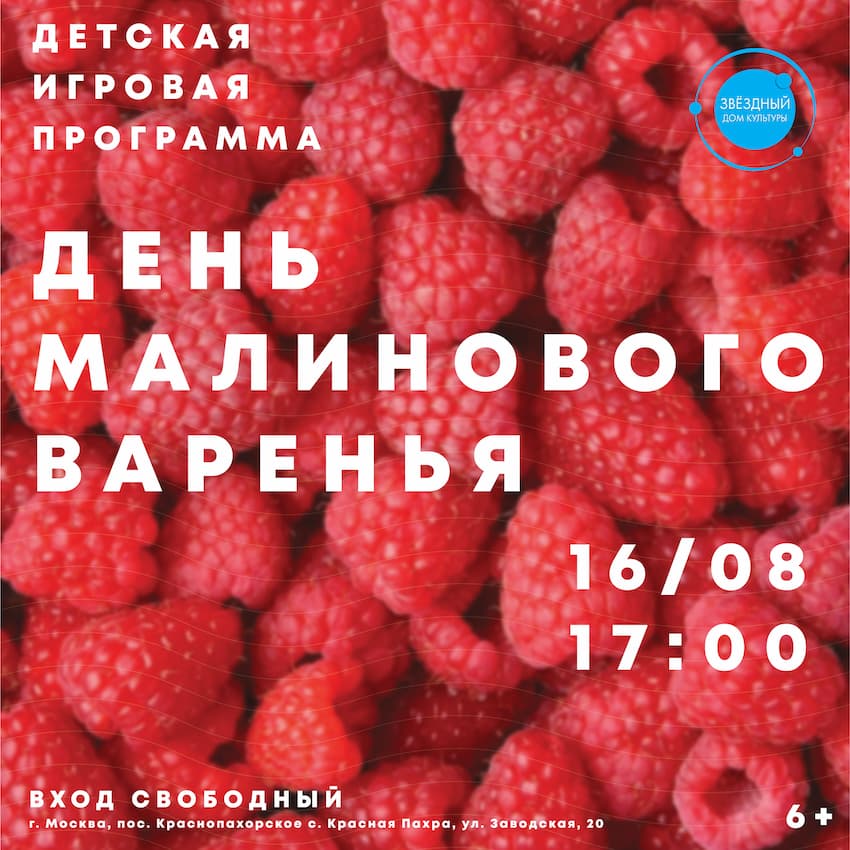 ДЕТСКАЯ
ИГРОВАЯ
ПРОГРАММА
ЗВЁЗДНЫЙ
ДОМ КУЛЬТУРЫ
ДЕНЬ
МАЛИНОВОГО
ВАРЕНЬЯ
16/08
17:00
ВХОД СВОБОДНЫЙ
г. Москва, пос. Краснопахорское с. Красная Пахра, ул. Заводская, 20
6+